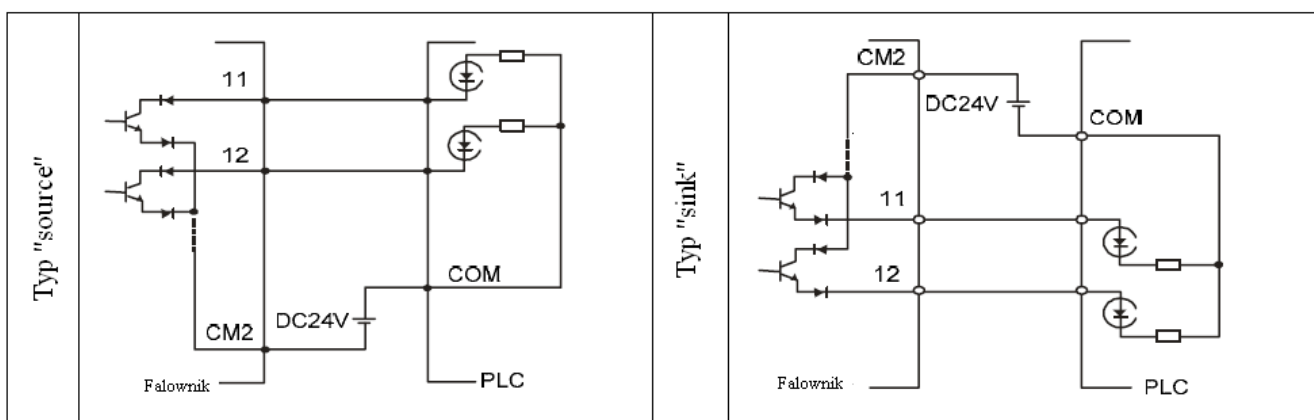 Typ "source"
11
12
COM
DC24V
CM2
Falownik
PLC
Typ "sink"
CM2
DC24V
COM
11
12
Falownik
PLC